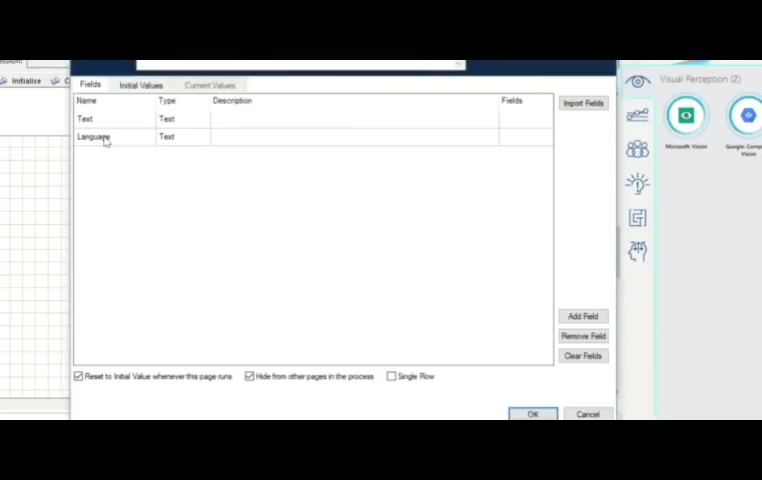 Initialise
Fields
Initial Values
Current Values
Visual Perception (2)
Name
Type
Description
Fields
Import Fields
Text
Text
Language
Text
Microsoft Vision
Vision
Add Field
Remove Field
Clear Fields
Reset to Initial Value whenever this page runs
Hide from other pages in the process
Single Row
OK
Cancel